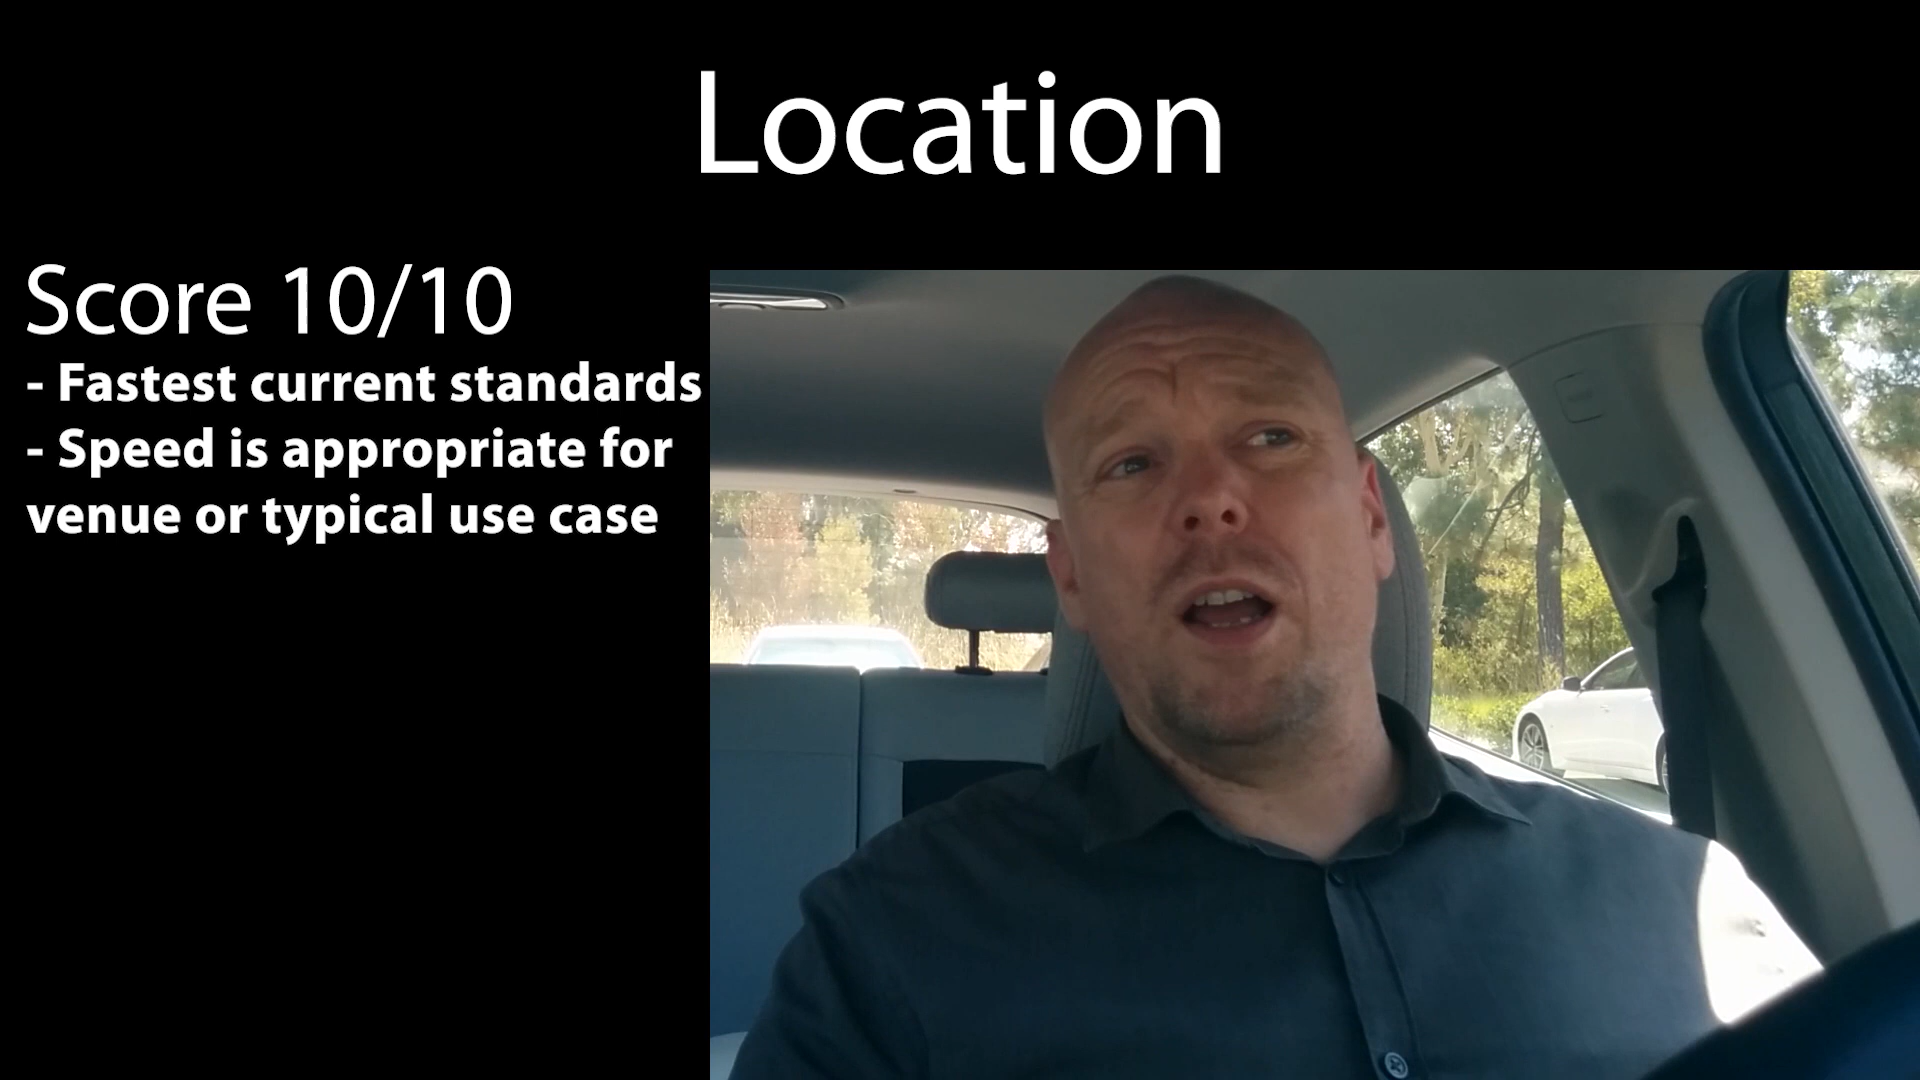 Location
Score 10/10
- Fastest current standards
- Speed is appropriate for
venue or typical use case